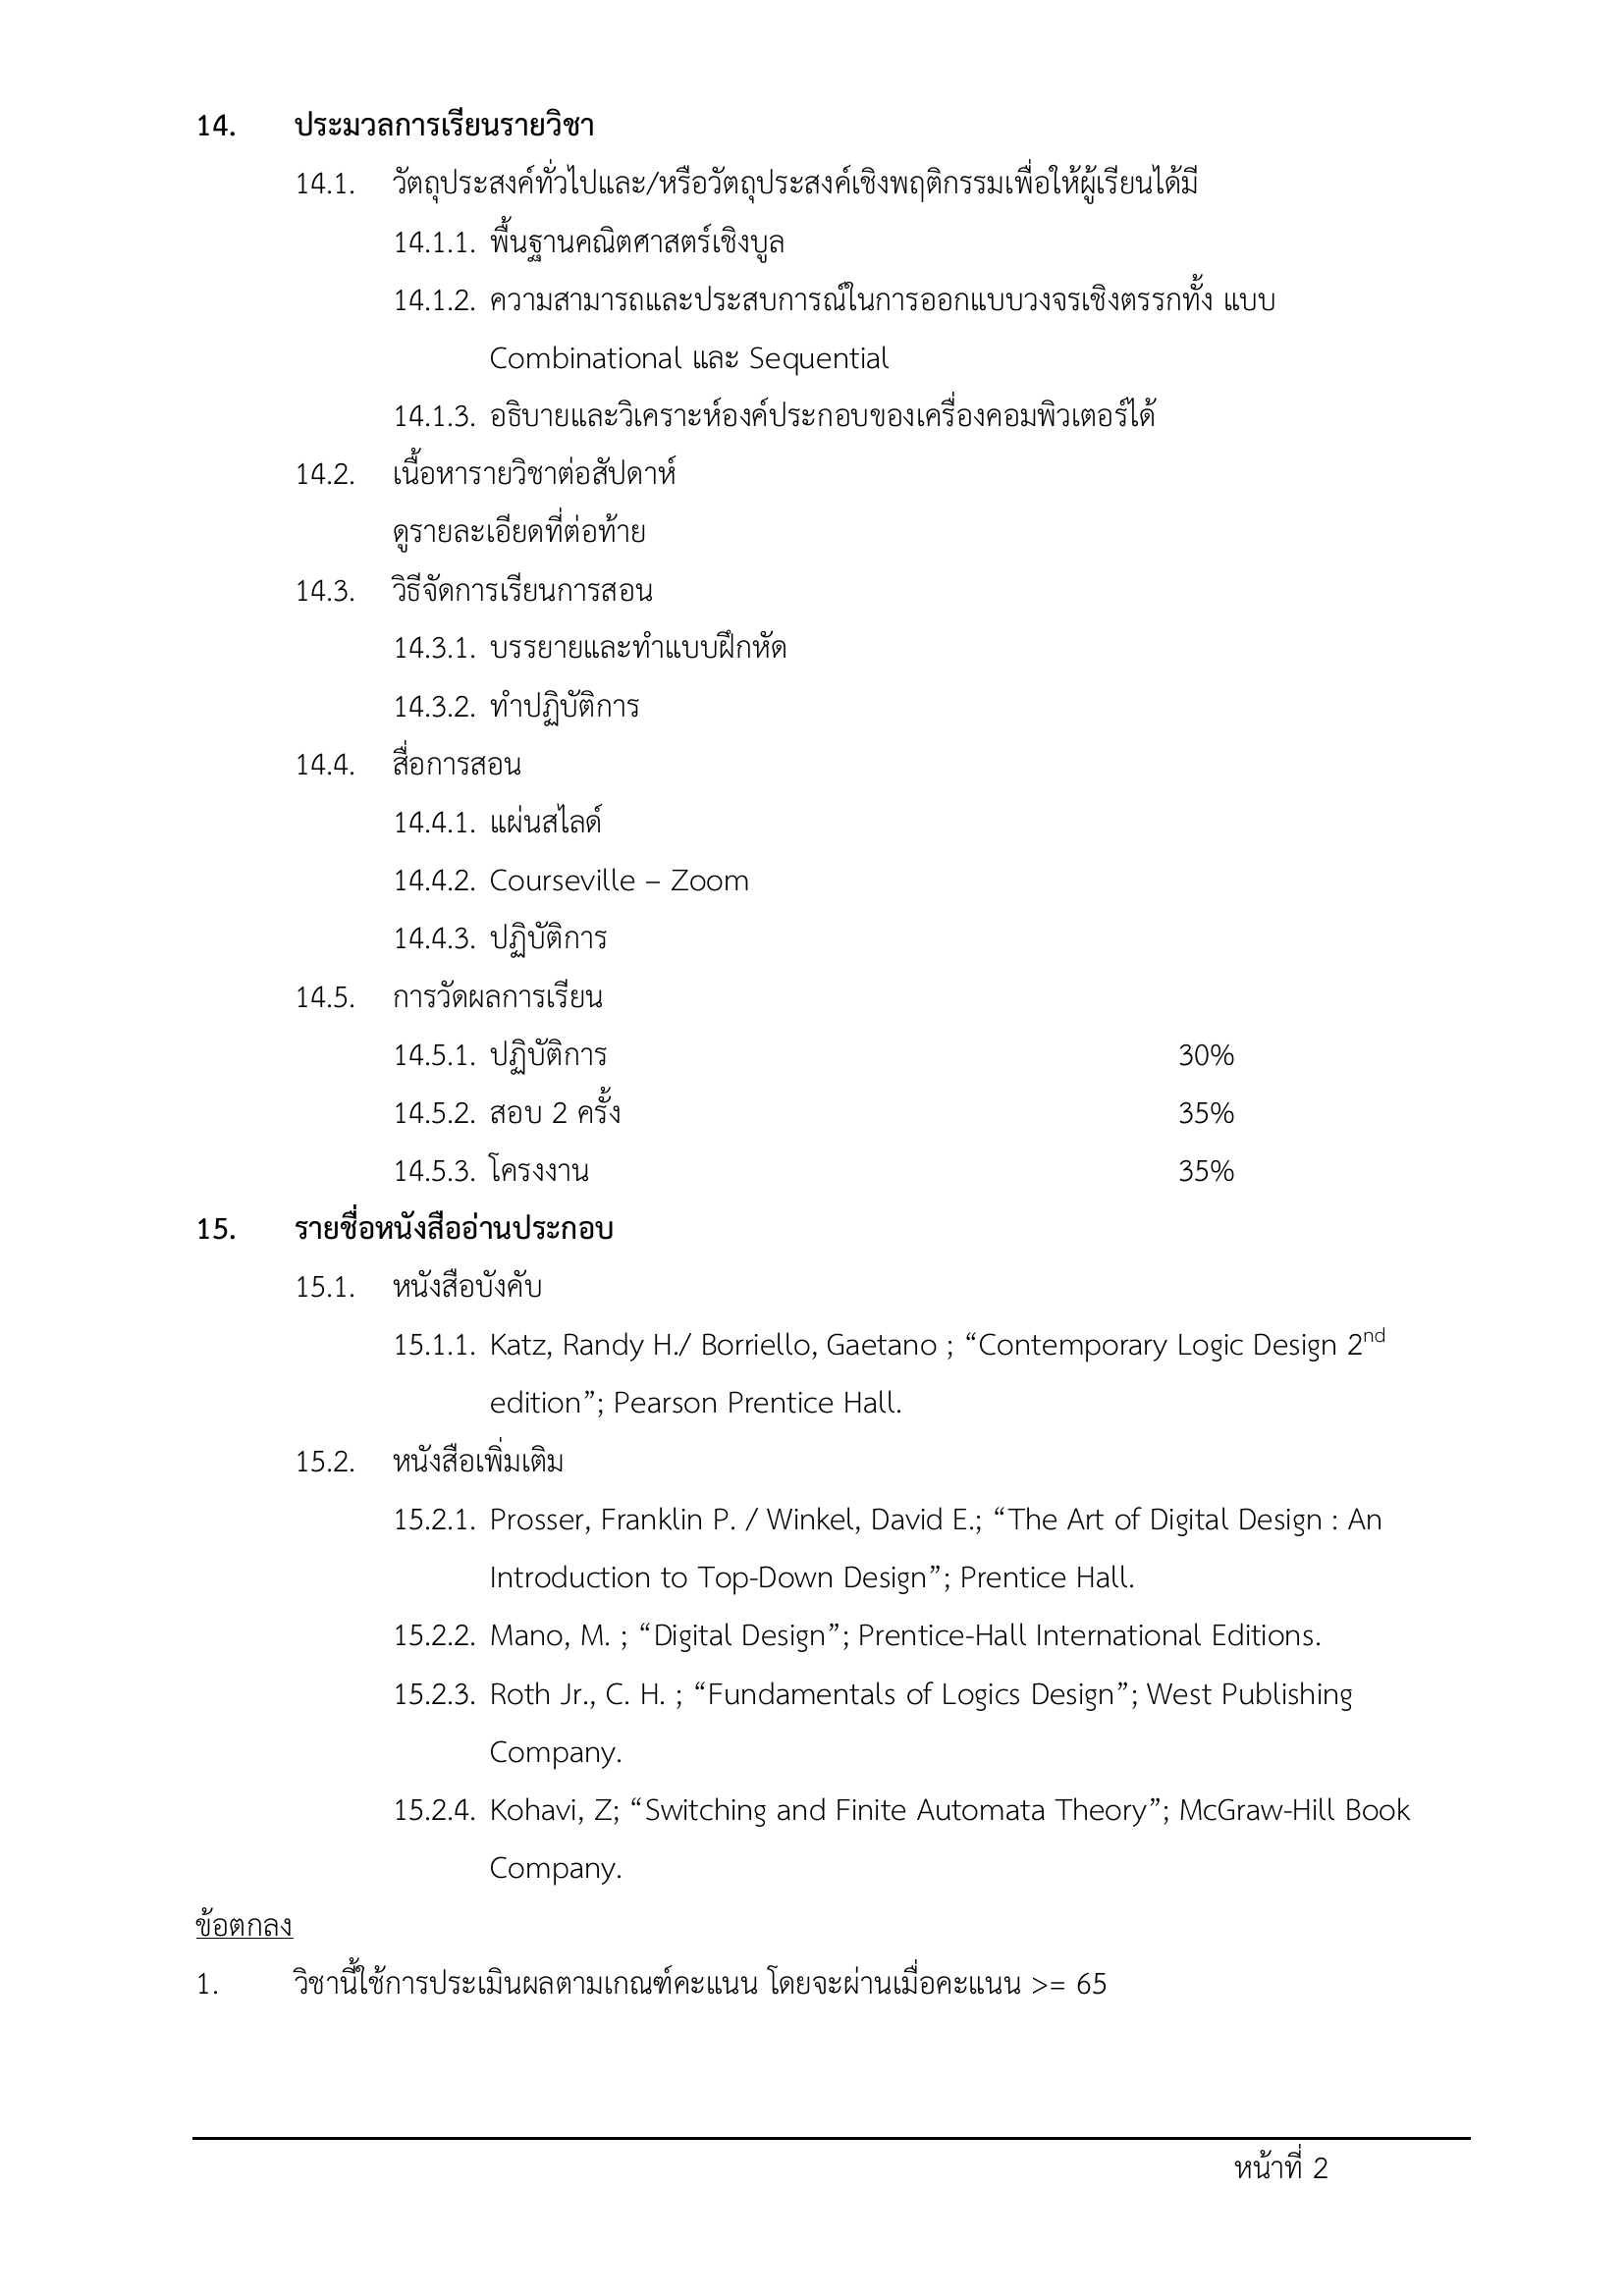 14. ประมวลการเรียนรายวิชา
14.1. วัตถุประสงค์ทั่วไปและ/หรือวัตถุประสงค์เชิงพฤติกรรมเพื่อให้ผู้เรียนได้มี
14.1.1. พื้นฐานคณิตศาสตร์เชิงบูล
14.1.2. ความสามารถและประสบการณ์ในการออกแบบวงจรเชิงตรรกทั้ง แบบ
Combinational และ Sequential
14.1.3. อธิบายและวิเคราะห์องค์ประกอบของเครื่องคอมพิวเตอร์ได้
14.2. เนื้อหารายวิชาต่อสัปดาห์
ดูรายละเอียดที่ต่อท้าย
14.3. วิธีจัดการเรียนการสอน
14.3.1. บรรยายและทำแบบฝึกหัด
14.3.2. ทำปฏิบัติการ
14.4. สื่อการสอน
14.4.1. แผ่นสไลด์
14.4.2. Courseville – Zoom
14.4.3. ปฏิบัติการ
14.5. การวัดผลการเรียน
14.5.1. ปฏิบัติการ 30%
14.5.2. สอบ 2 ครั้ง 35%
14.5.3. โครงงาน 35%
15. รายชื่อหนังสืออ่านประกอบ
15.1. หนังสือบังคับ
15.1.1. Katz, Randy H./ Borriello, Gaetano ; “Contemporary Logic Design 2nd
edition”; Pearson Prentice Hall.
15.2. หนังสือเพิ่มเติม
15.2.1. Prosser, Franklin P. / Winkel, David E.; “The Art of Digital Design : An
Introduction to Top-Down Design”; Prentice Hall.
15.2.2. Mano, M. ; “Digital Design”; Prentice-Hall International Editions.
15.2.3. Roth Jr., C. H. ; “Fundamentals of Logics Design”; West Publishing
Company.
15.2.4. Kohavi, Z; “Switching and Finite Automata Theory”; McGraw-Hill Book
Company.
ข้อตกลง
1. วิชานี้ใช้การประเมินผลตามเกณฑ์คะแนน โดยจะผ่านเมื่อคะแนน >= 65
หน้าที่ 2